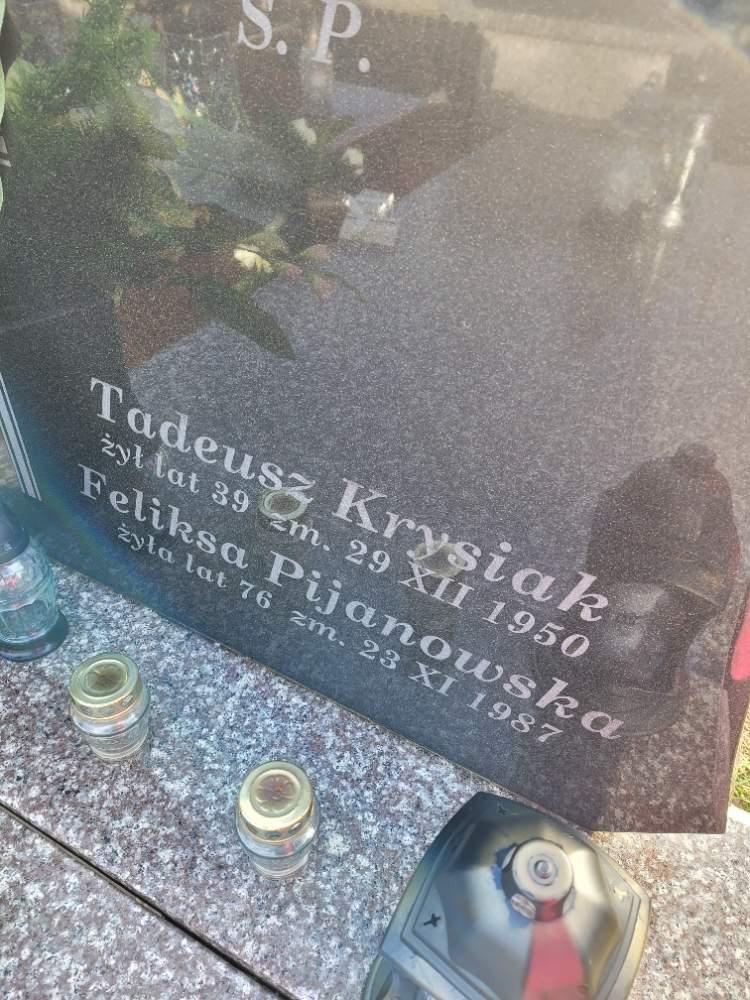 Ś. P.
Tadeusz Krysiak
żył lat 39 zm. 29 XII 1950
Feliksa Pijanowska
żyła lat 76 zm. 23 XI 1987